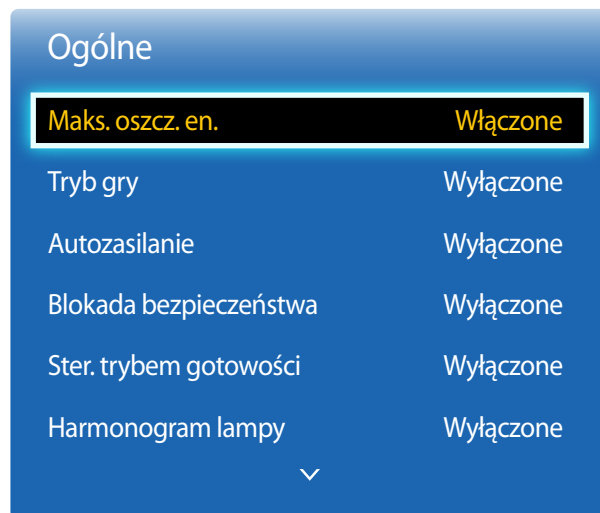 Ogólne
Maks. oszcz. en. Włączone
Tryb gry Wyłączone
Autozasilanie Wyłączone
Blokada bezpieczeństwa Wyłączone
Ster. trybem gotowości Wyłączone
Harmonogram lampy Wyłączone